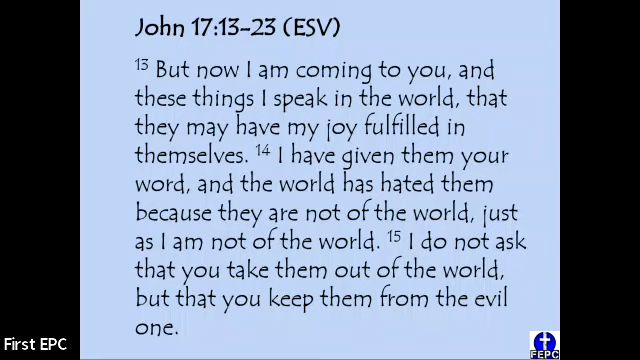 John 17:13-23 (ESV)
13 But now I am coming to you, and
these things I speak in the world, that
they may have my joy fulfilled in
themselves. 14 I have given them your
word, and the world has hated them
because they are not of the world, just
as I am not of the world. 15 I do not ask
that you take them out of the world,
but that you keep them from the evil
one.
First EPC
FEPC